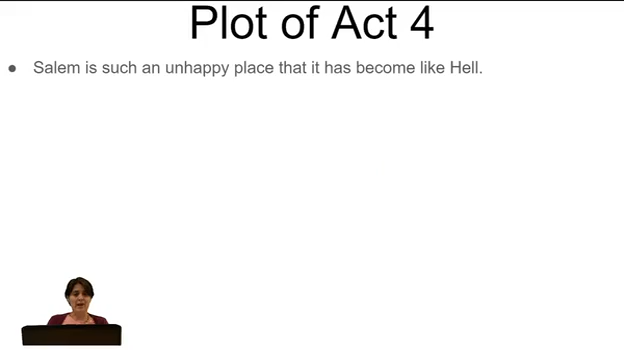 Plot of Act 4
● Salem is such an unhappy place that it has become like Hell.